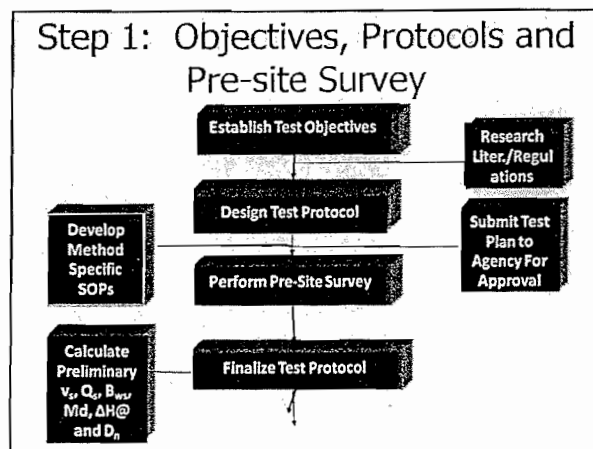 Step 1: Objectives, Protocols and
Pre-site Survey
Establish Test Objectives
Research
Liter./Regul
ations
Design Test Protocol
Develop
Method
Specific
SOPs
Submit Test
Plan to
Agency For
Approval
Perform Pre-Site Survey
Calculate
Preliminary
vₛ, Qₛ, B_ws,
Md, ΔH@
and Dₙ
Finalize Test Protocol